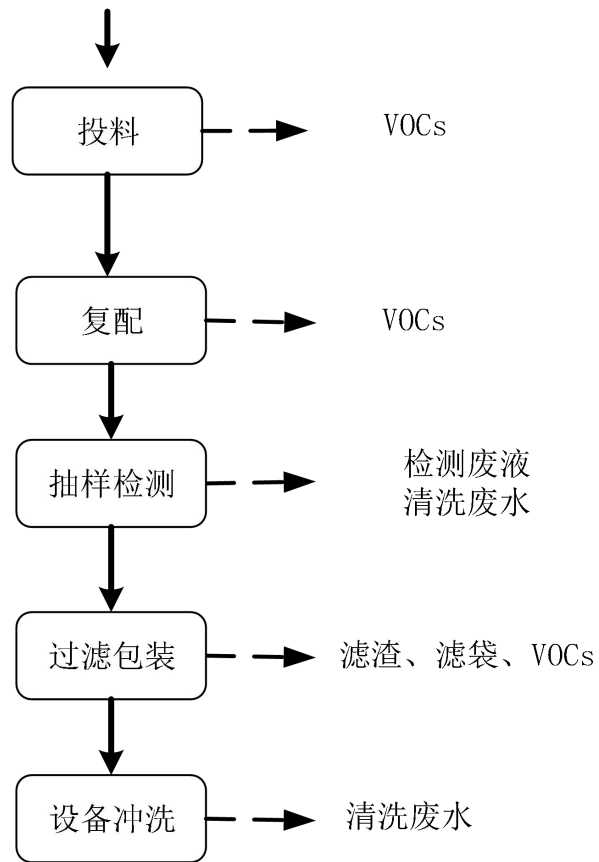 投料
VOCs
复配
VOCs
抽样检测
检测废液
清洗废水
过滤包装
滤渣、滤袋、VOCs
设备冲洗
清洗废水